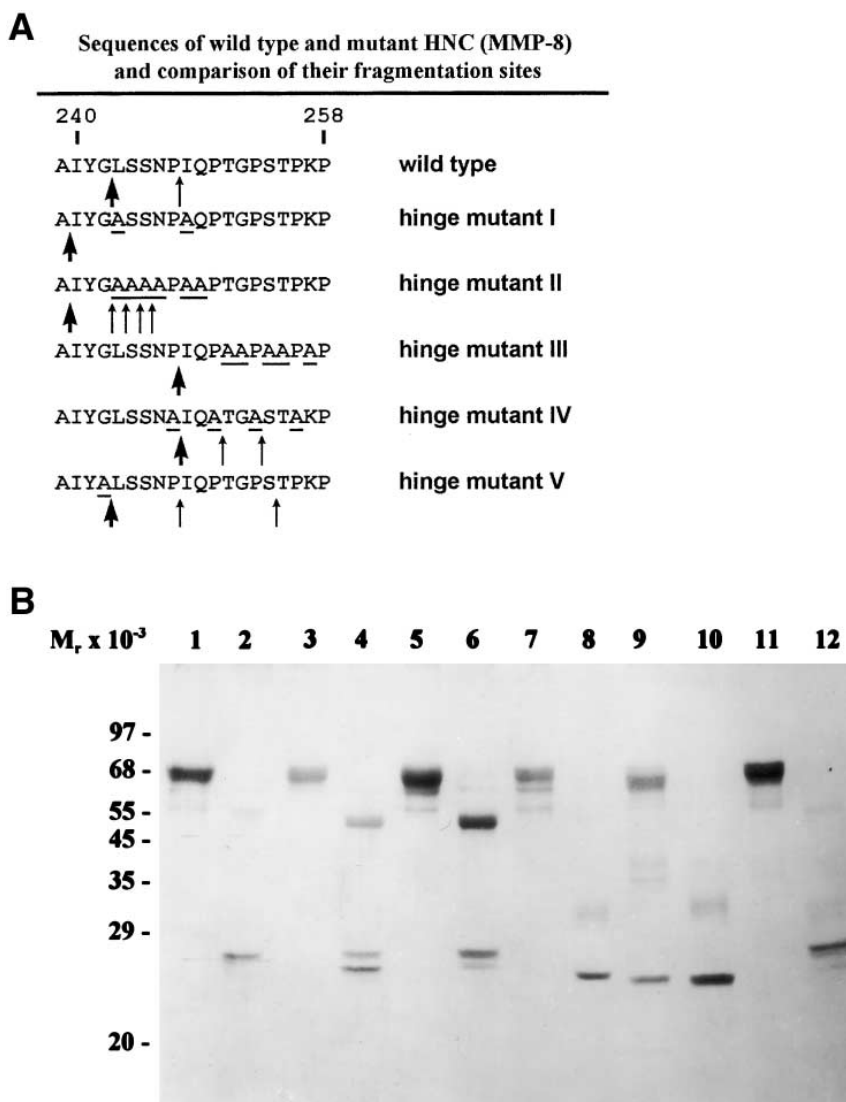 A
Sequences of wild type and mutant HNC (MMP-8)
and comparison of their fragmentation sites
240 258
AIYGLSSNPIQPTGPSTPKP wild type
AIYGASSNPAQPTGPSTPKP hinge mutant I
AIYGAAAAPAAPTGPSTPKP hinge mutant II
AIYGLSSNPIQPAAPAAPAP hinge mutant III
AIYGLSSNAIQATGASTAKP hinge mutant IV
AIYALSSNPIQPTGPSTPKP hinge mutant V
B
Mr x 10-3 1 2 3 4 5 6 7 8 9 10 11 12
97 -
68 -
55 -
45 -
35 -
29 -
20 -